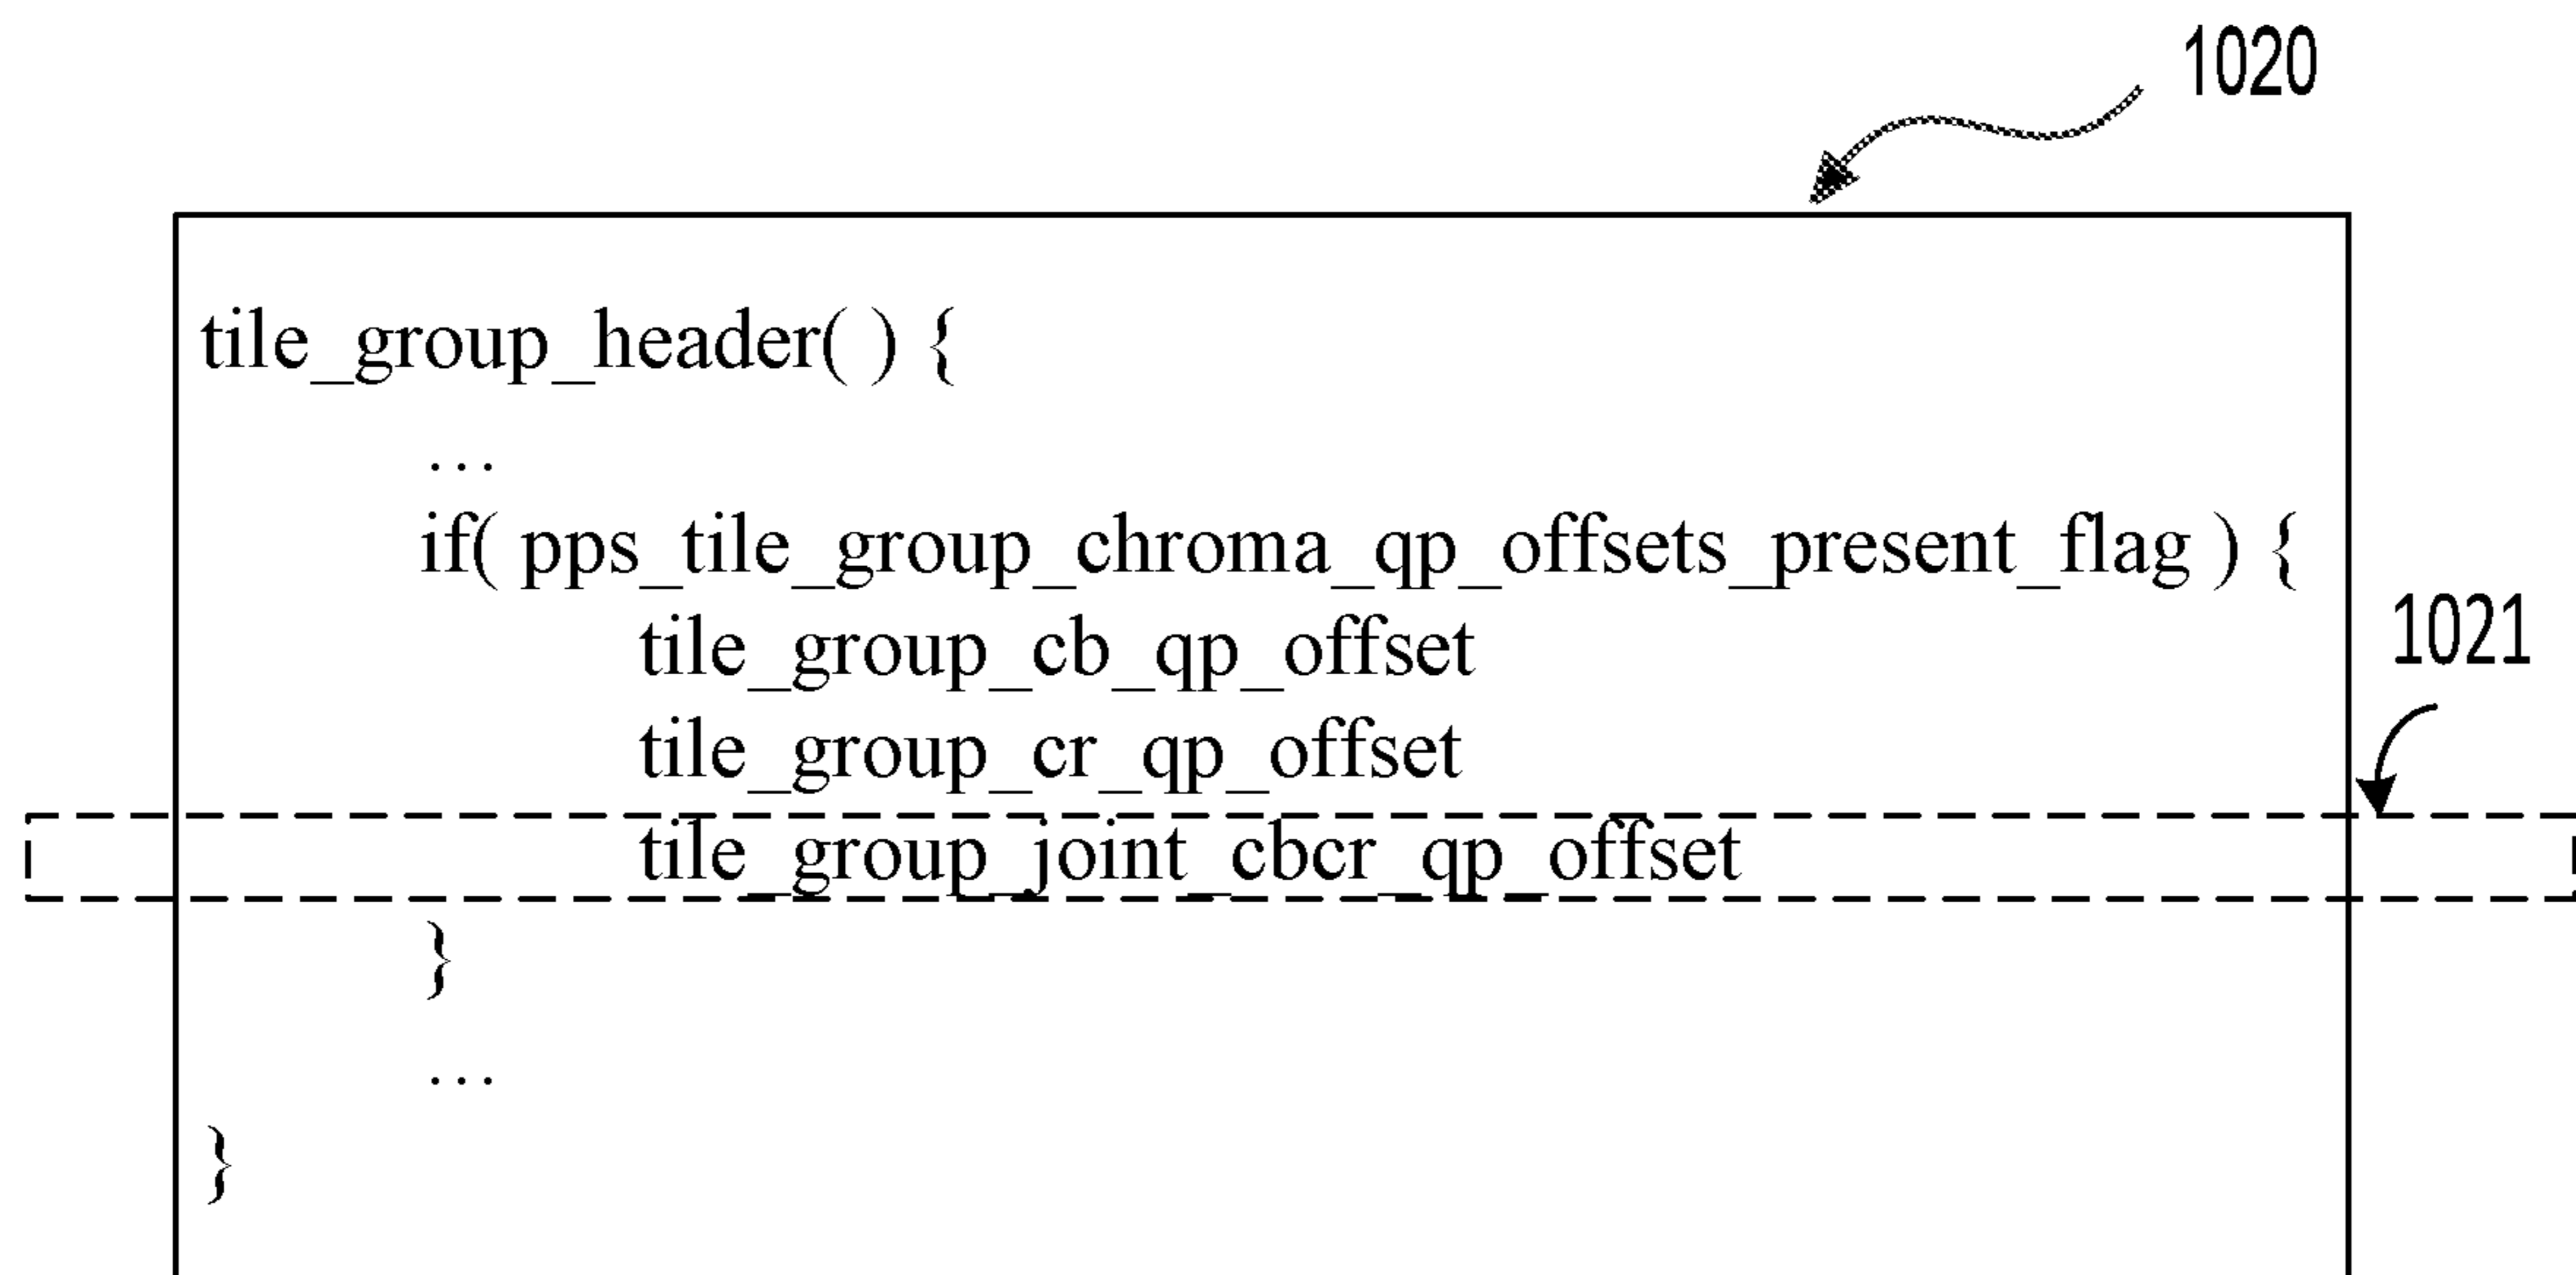 1020
tile_group_header( ) {
...
if( pps_tile_group_chroma_qp_offsets_present_flag ) {
1021
tile_group_cb_qp_offset
tile_group_cr_qp_offset
tile_group_joint_cbcr_qp_offset
}
...
}